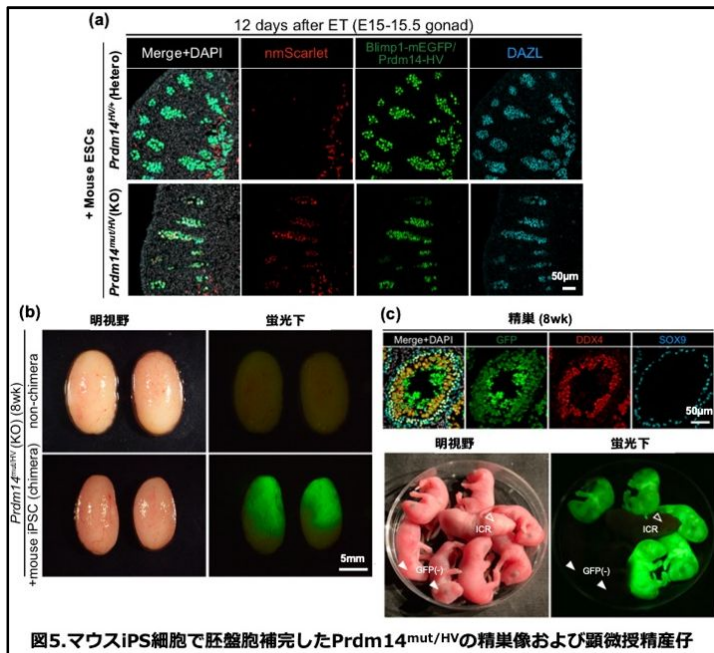 (a)
12 days after ET (E15-15.5 gonad)
Merge+DAPI
nmScarlet
Blimp1-mEGFP/
Prdm14-HV
DAZL
+ Mouse ESCs
Prdm14HV/+ (Hetero)
Prdm14mut/HV (KO)
50μm
(b)
明視野
蛍光下
Prdm14mut/HV (KO) (8wk)
non-chimera
+mouse iPSC (chimera)
5mm
(c)
精巣 (8wk)
Merge+DAPI
GFP
DDX4
SOX9
50μm
明視野
蛍光下
ICR
GFP(-)
ICR
GFP(-)
図5.マウスiPS細胞で胚盤胞補完したPrdm14mut/HVの精巣像および顕微授精産仔